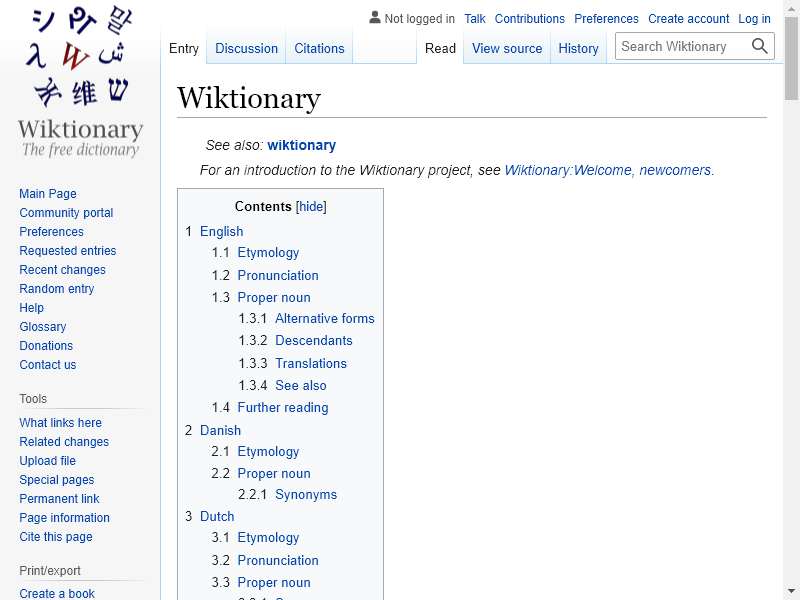 Not logged in Talk Contributions Preferences Create account Log in
Entry Discussion Citations Read View source History Search Wiktionary
シ Р 말
λ W ش
ש 维
Wiktionary
The free dictionary
Main Page
Community portal
Preferences
Requested entries
Recent changes
Random entry
Help
Glossary
Donations
Contact us
Tools
What links here
Related changes
Upload file
Special pages
Permanent link
Page information
Cite this page
Print/export
Create a book
Wiktionary
See also: wiktionary
For an introduction to the Wiktionary project, see Wiktionary:Welcome, newcomers.
Contents [hide]
1 English
1.1 Etymology
1.2 Pronunciation
1.3 Proper noun
1.3.1 Alternative forms
1.3.2 Descendants
1.3.3 Translations
1.3.4 See also
1.4 Further reading
2 Danish
2.1 Etymology
2.2 Proper noun
2.2.1 Synonyms
3 Dutch
3.1 Etymology
3.2 Pronunciation
3.3 Proper noun